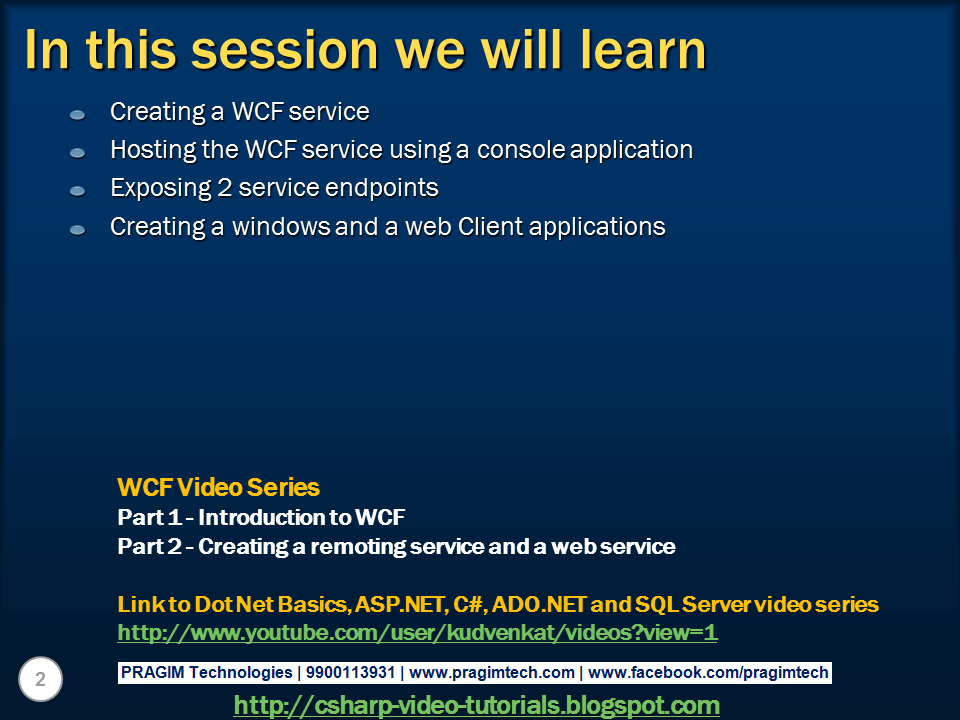 In this session we will learn
Creating a WCF service
Hosting the WCF service using a console application
Exposing 2 service endpoints
Creating a windows and a web Client applications
WCF Video Series
Part 1 - Introduction to WCF
Part 2 - Creating a remoting service and a web service
Link to Dot Net Basics, ASP.NET, C#, ADO.NET and SQL Server video series
http://www.youtube.com/user/kudvenkat/videos?view=1
2
PRAGIM Technologies | 9900113931 | www.pragimtech.com | www.facebook.com/pragimtech
http://csharp-video-tutorials.blogspot.com